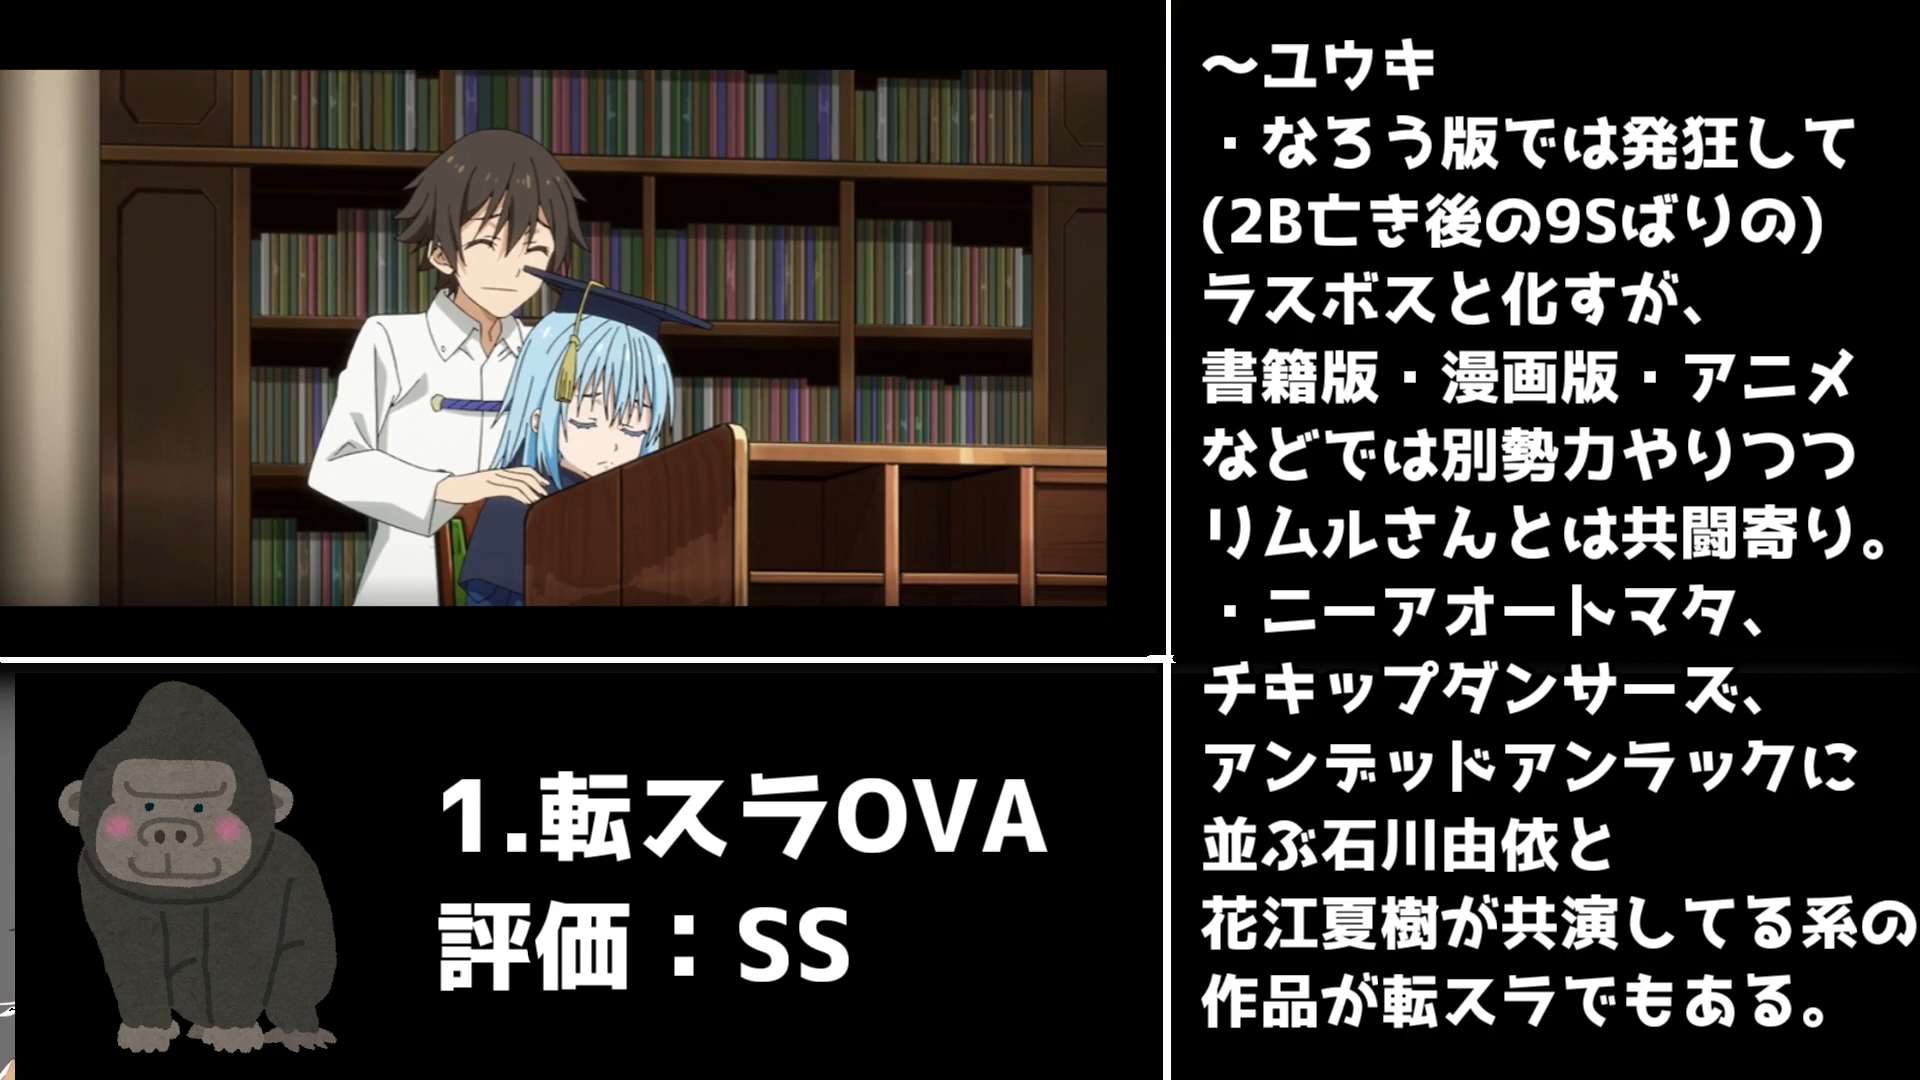 ～ユウキ
・なろう版では発狂して
(2B亡き後の9Sばりの)
ラスボスと化すが、
書籍版・漫画版・アニメ
などでは別勢力やりつつ
リムルさんとは共闘寄り。
・ニーアオートマタ、
チキップダンサーズ、
アンデッドアンラックに
並ぶ石川由依と
花江夏樹が共演してる系の
作品が転スラでもある。
1.転スラOVA
評価：SS